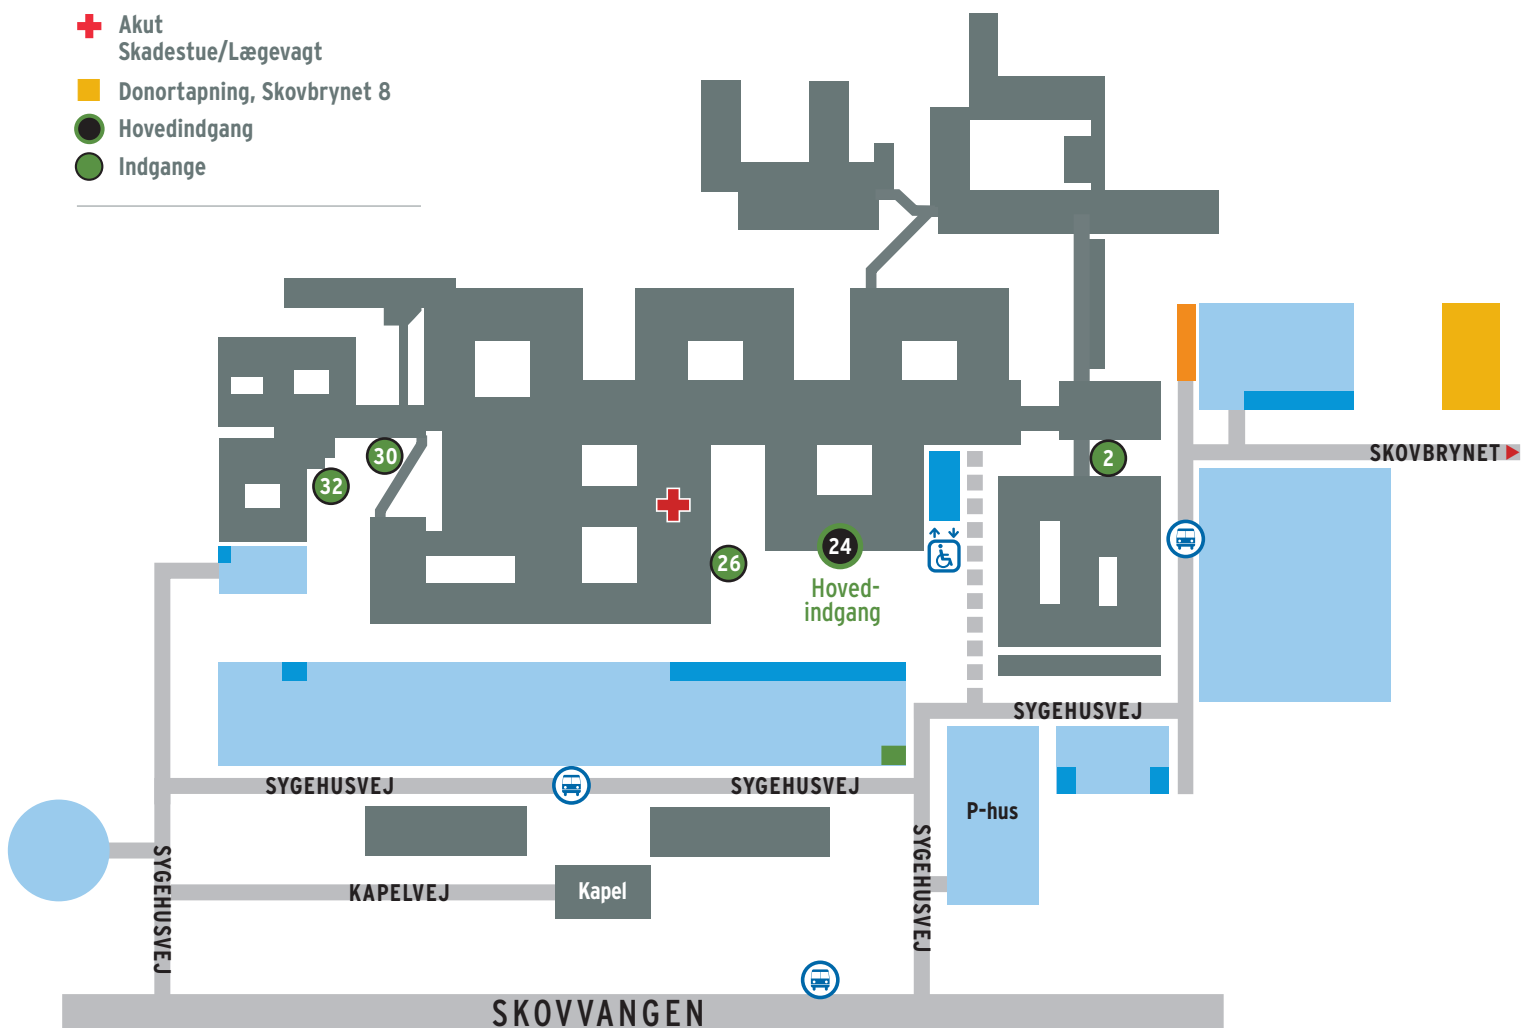 Akut
Skadestue/Lægevagt
Donortapning, Skovbrynet 8
Hovedindgang
Indgange
30
32
2
SKOVBRYNET
24
26
Hoved-
indgang
SYGEHUSVEJ
SYGEHUSVEJ
SYGEHUSVEJ
P-hus
SYGEHUSVEJ
SYGEHUSVEJ
KAPELVEJ
Kapel
SKOVVANGEN